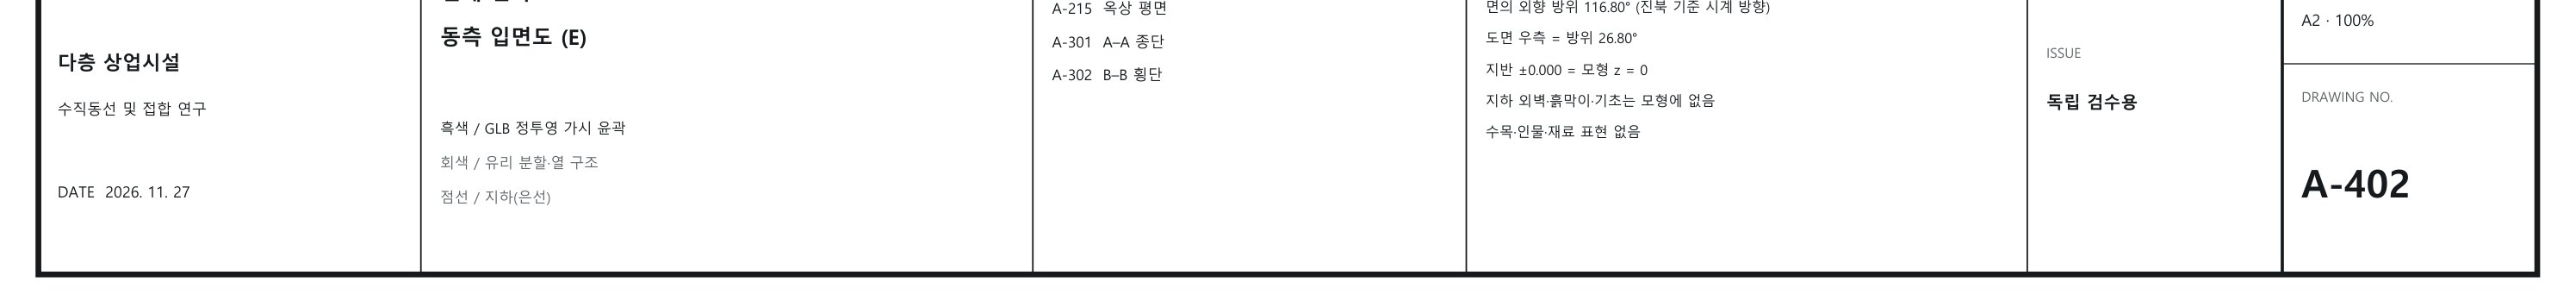 다층 상업시설
수직동선 및 접합 연구
DATE 2026. 11. 27
동측 입면도 (E)
흑색 / GLB 정투영 가시 윤곽
회색 / 유리 분할·열 구조
점선 / 지하(은선)
A-215 옥상 평면
A-301 A–A 종단
A-302 B–B 횡단
면의 외향 방위 116.80° (진북 기준 시계 방향)
도면 우측 = 방위 26.80°
지반 ±0.000 = 모형 z = 0
지하 외벽·흙막이·기초는 모형에 없음
수목·인물·재료 표현 없음
ISSUE
독립 검수용
A2 · 100%
DRAWING NO.
A-402